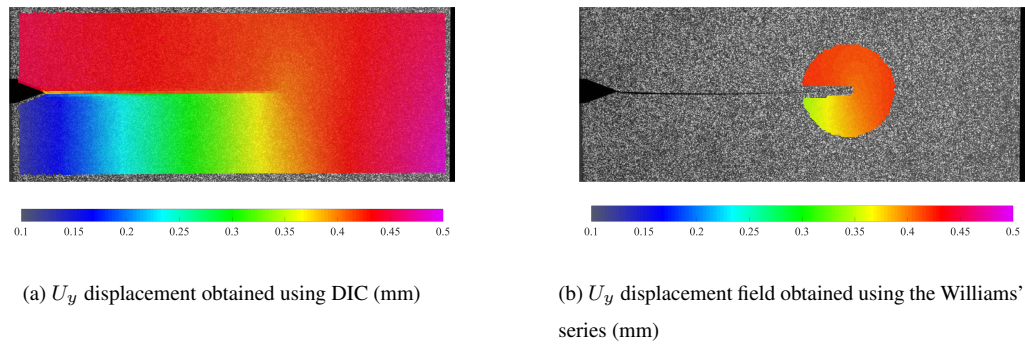 0.1 0.15 0.2 0.25 0.3 0.35 0.4 0.45 0.5
0.1 0.15 0.2 0.25 0.3 0.35 0.4 0.45 0.5
(a) U_y displacement obtained using DIC (mm)
(b) U_y displacement field obtained using the Williams’
series (mm)